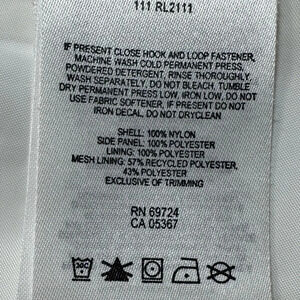 111 RL2111
IF PRESENT CLOSE HOOK AND LOOP FASTENER,
MACHINE WASH COLD PERMANENT PRESS,
POWDERED DETERGENT, RINSE THOROUGHLY,
WASH SEPARATELY, DO NOT BLEACH, TUMBLE
DRY PERMANENT PRESS LOW, IRON LOW, DO NOT
USE FABRIC SOFTENER, IF PRESENT DO NOT
IRON DECAL, DO NOT DRYCLEAN
SHELL: 100% NYLON
SIDE PANEL: 100% POLYESTER
LINING: 100% POLYESTER
MESH LINING: 57% RECYCLED POLYESTER,
43% POLYESTER
EXCLUSIVE OF TRIMMING
RN 69724
CA 05367